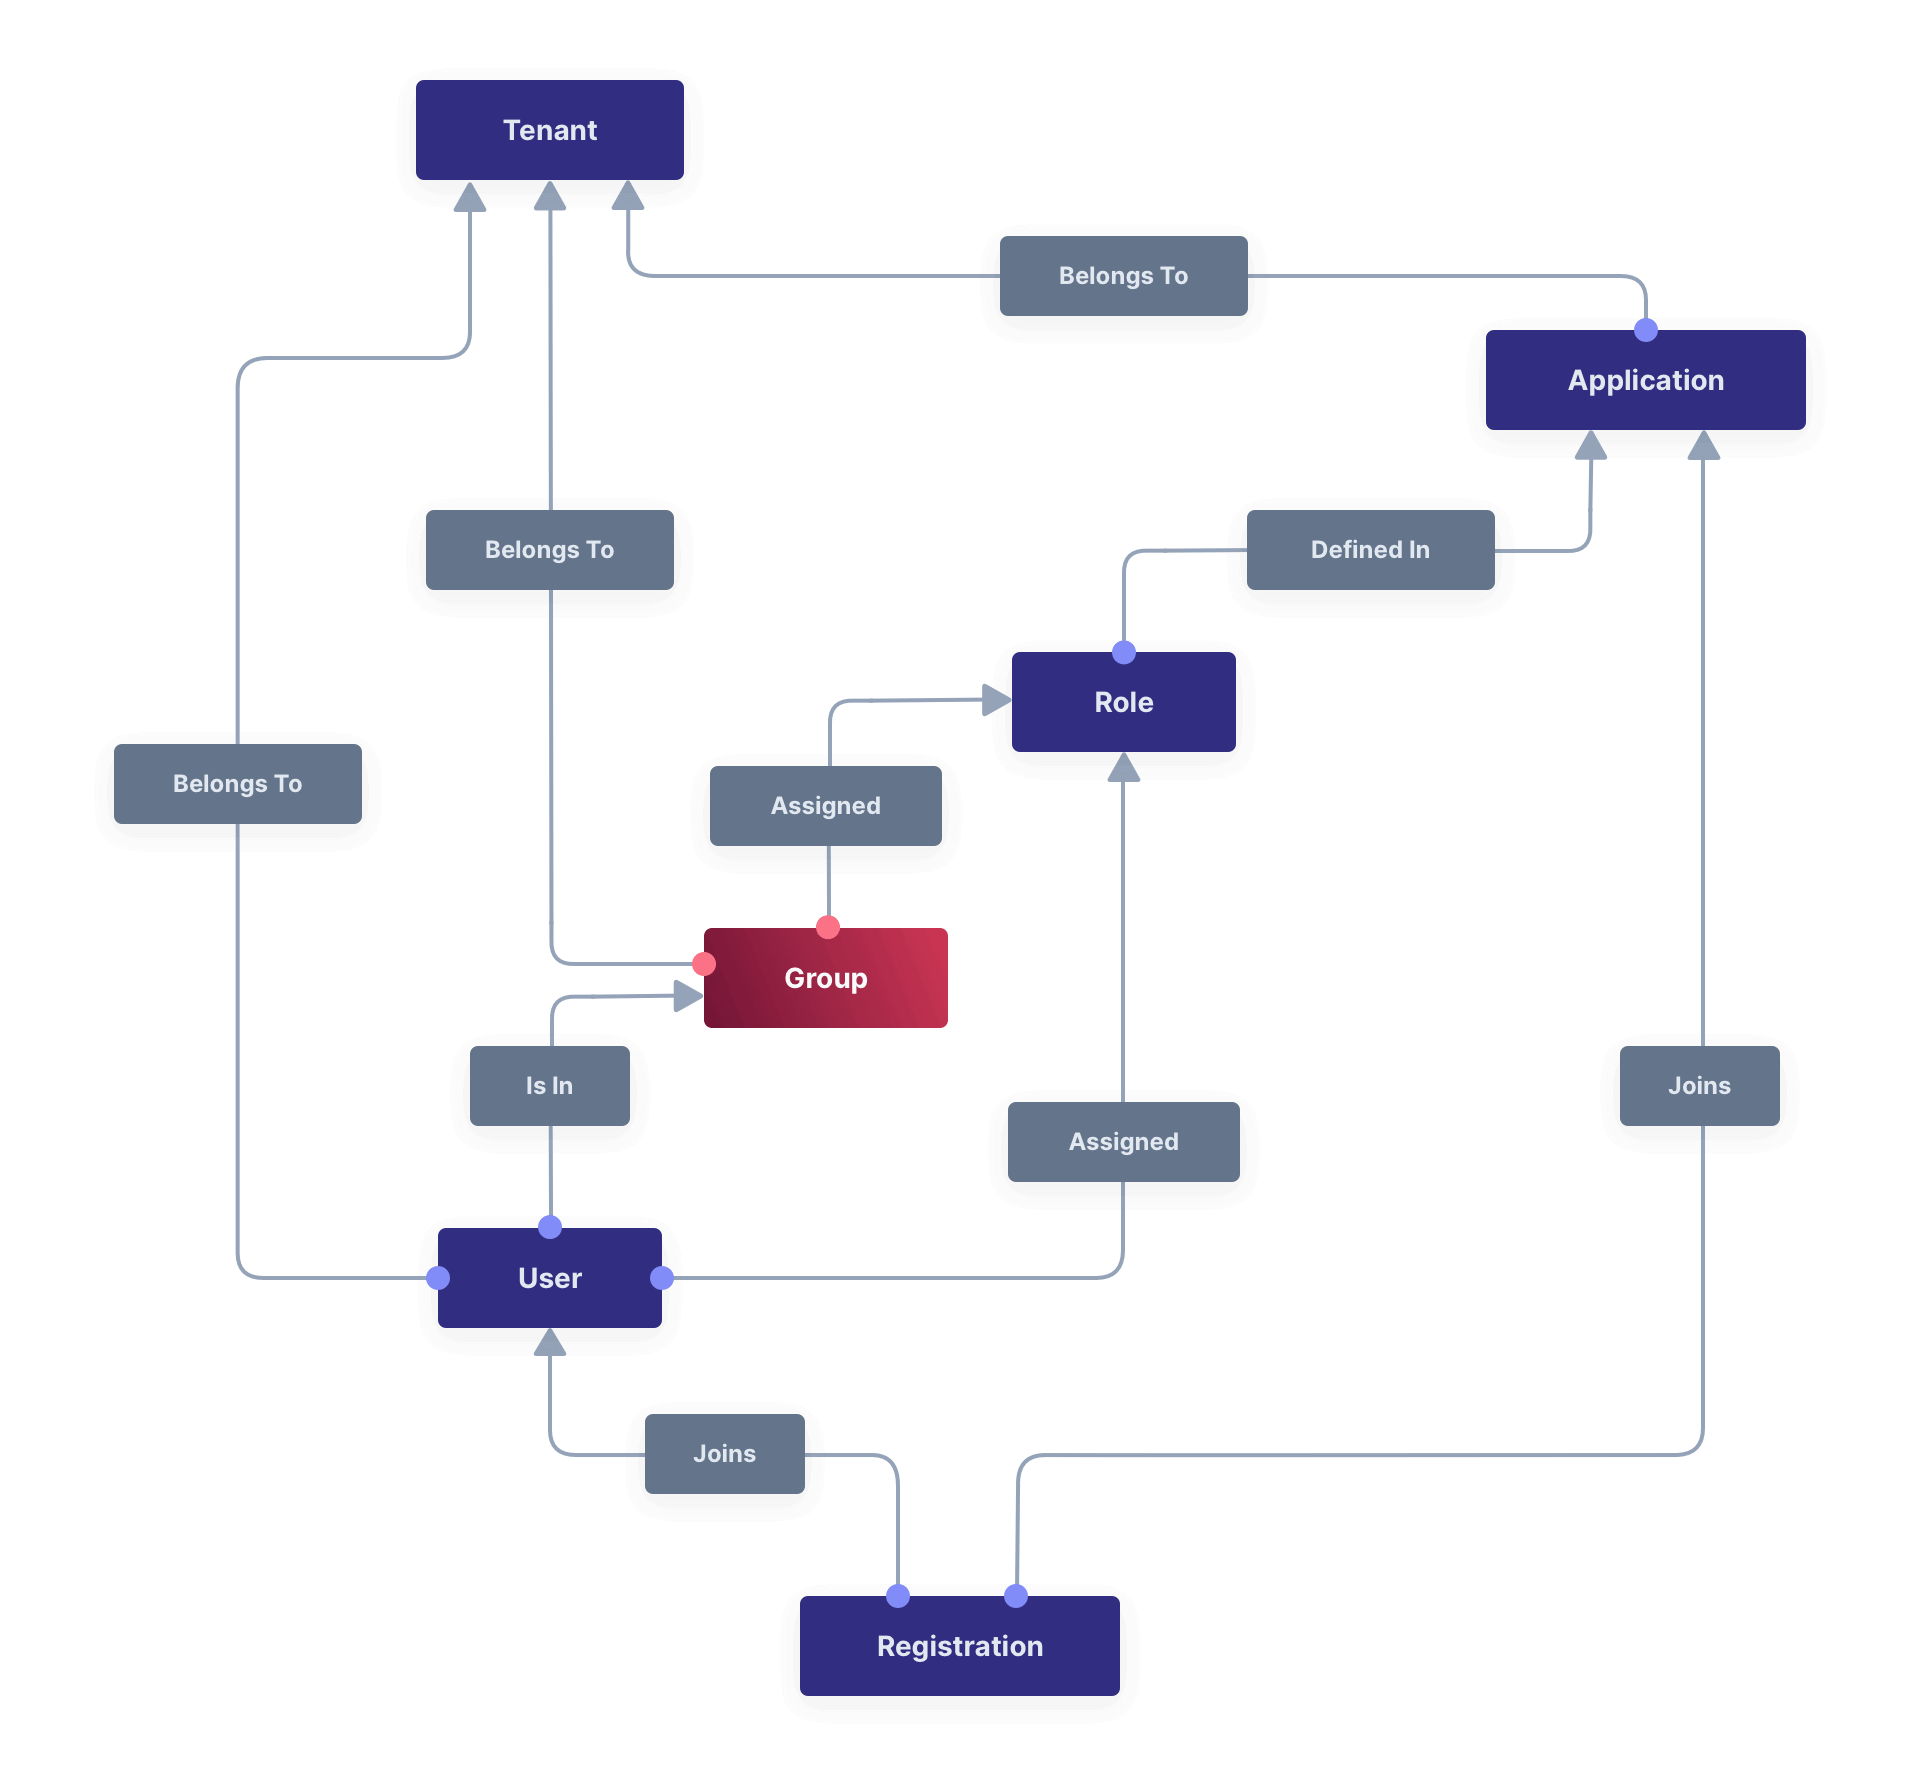 Tenant
Belongs To
Application
Belongs To
Defined In
Role
Belongs To
Assigned
Group
Is In
Joins
Assigned
User
Joins
Registration